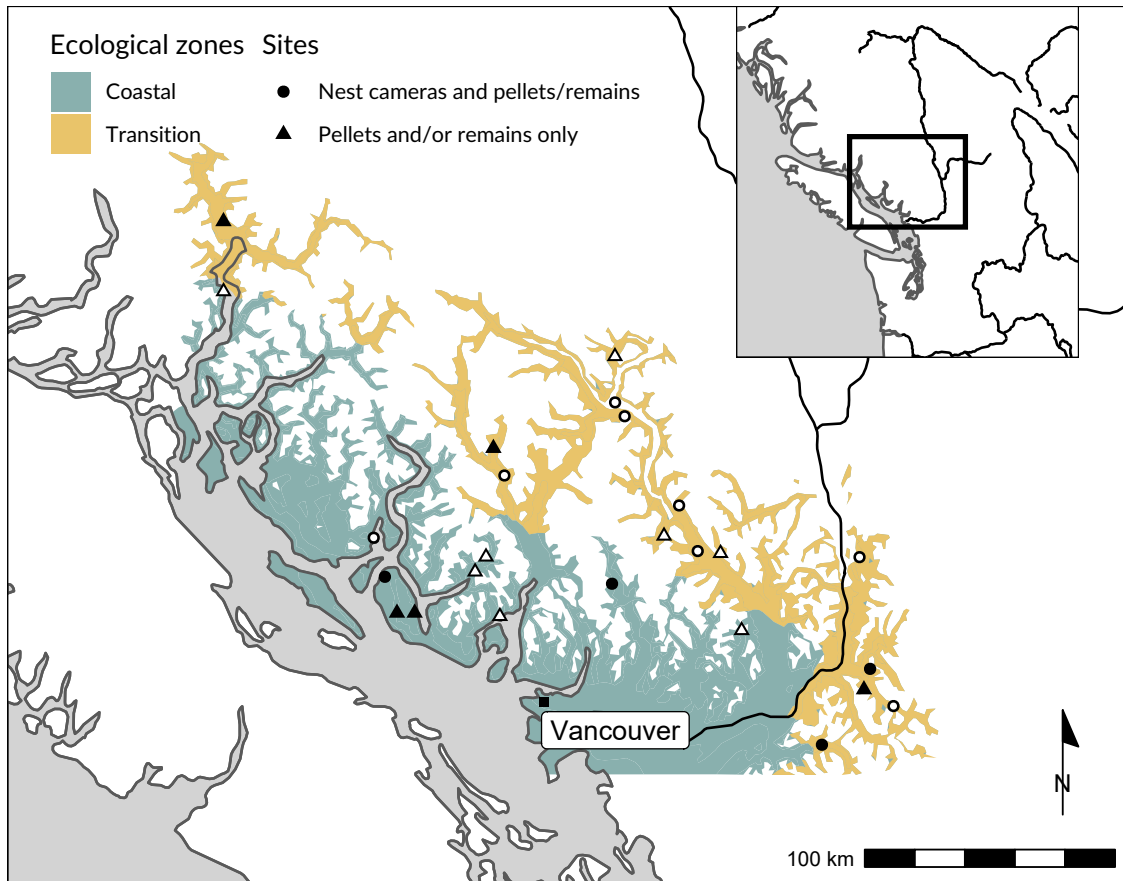 Ecological zones
Coastal
Transition
Sites
Nest cameras and pellets/remains
Pellets and/or remains only
Vancouver
N
100 km